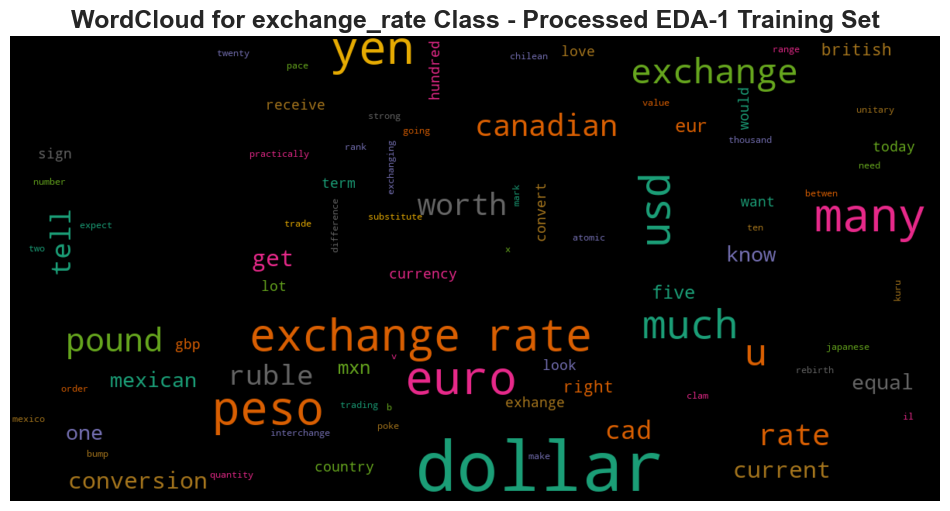 WordCloud for exchange_rate Class - Processed EDA-1 Training Set
twenty
yen
hundred
chilean
love
range
british
pace
exchange
receive
strong
going
canadian
value
eur
would
unitary
thousand
sign
practically
rank
exchanging
today
need
number
term
mark
convert
usd
want
betwen
many
tell
expect
trade
difference
substitute
worth
ten
two
get
x
atomic
know
currency
lot
five
kuru
pound
gbp
exchange rate
much
u
japanese
v
mexican
ruble
mxn
euro
look
right
rebirth
equal
order
clam
peso
trading
b
exhange
mexico
il
one
interchange
poke
cad
rate
bump
conversion
quantity
country
dollar
make
current